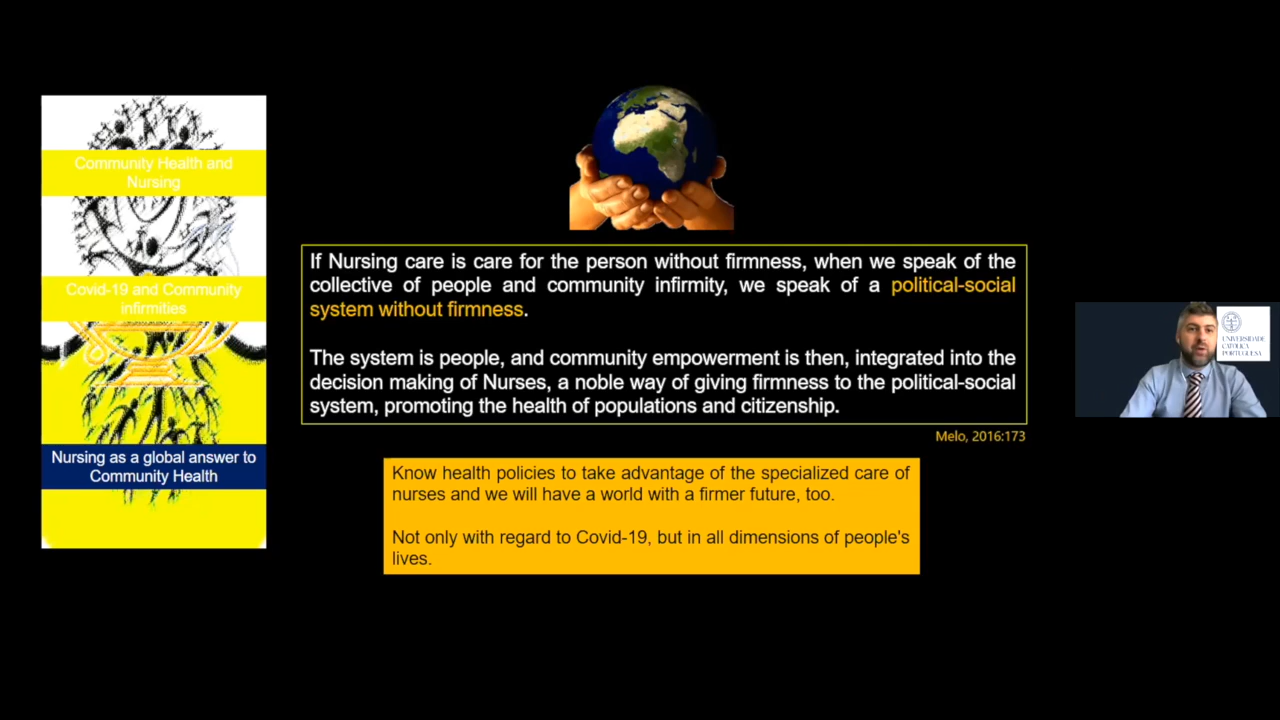 Community Health and
Nursing
Covid-19 and Community
infirmities
Nursing as a global answer to
Community Health
If Nursing care is care for the person without firmness, when we speak of the
collective of people and community infirmity, we speak of a political-social
system without firmness.
The system is people, and community empowerment is then, integrated into the
decision making of Nurses, a noble way of giving firmness to the political-social
system, promoting the health of populations and citizenship.
Melo, 2016:173
Know health policies to take advantage of the specialized care of
nurses and we will have a world with a firmer future, too.
Not only with regard to Covid-19, but in all dimensions of people's
lives.
UNIVERSIDADE
CATÓLICA
PORTUGUESA